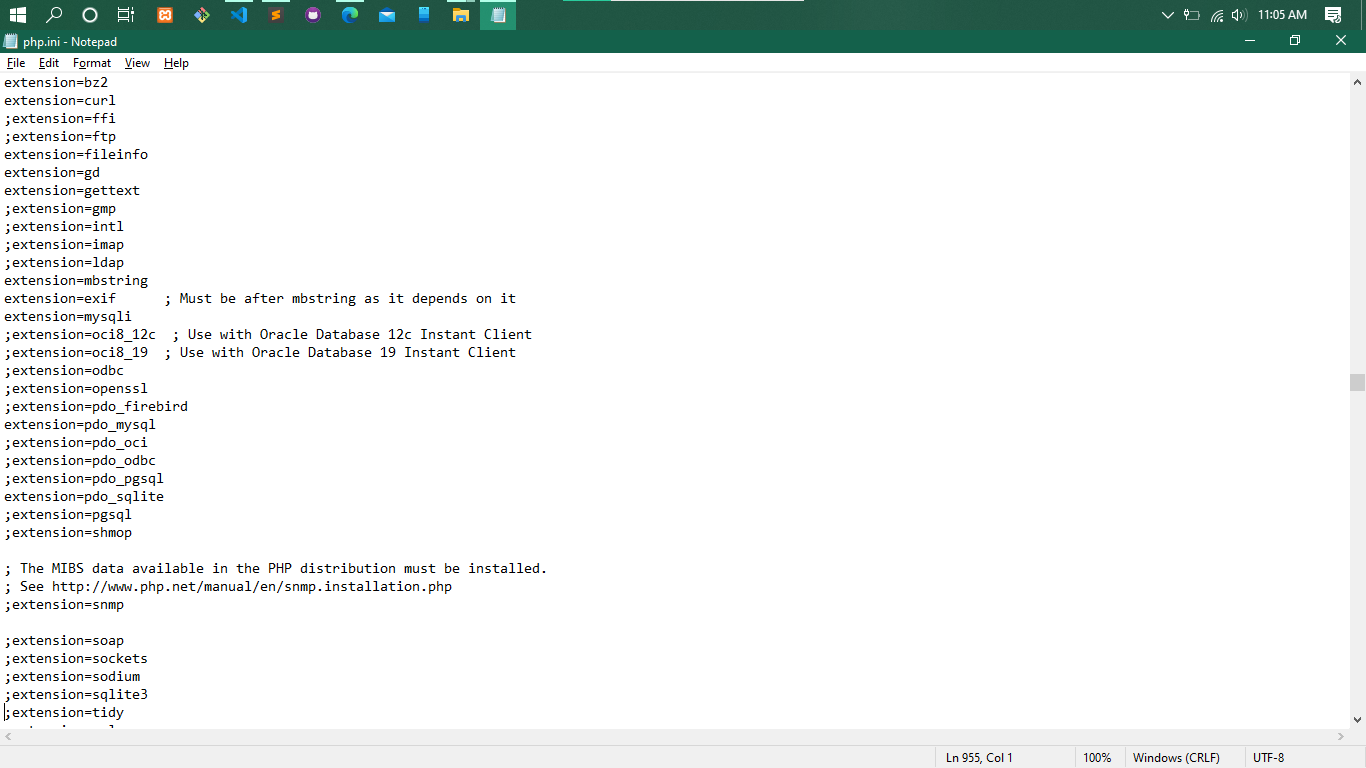 11:05 AM
php.ini - Notepad
File Edit Format View Help
extension=bz2
extension=curl
;extension=ffi
;extension=ftp
extension=fileinfo
extension=gd
extension=gettext
;extension=gmp
;extension=intl
;extension=imap
;extension=ldap
extension=mbstring
extension=exif      ; Must be after mbstring as it depends on it
extension=mysqli
;extension=oci8_12c  ; Use with Oracle Database 12c Instant Client
;extension=oci8_19  ; Use with Oracle Database 19 Instant Client
;extension=odbc
;extension=openssl
;extension=pdo_firebird
extension=pdo_mysql
;extension=pdo_oci
;extension=pdo_odbc
;extension=pdo_pgsql
extension=pdo_sqlite
;extension=pgsql
;extension=shmop
; The MIBS data available in the PHP distribution must be installed.
; See http://www.php.net/manual/en/snmp.installation.php
;extension=snmp
;extension=soap
;extension=sockets
;extension=sodium
;extension=sqlite3
;extension=tidy
Ln 955, Col 1 100% Windows (CRLF) UTF-8